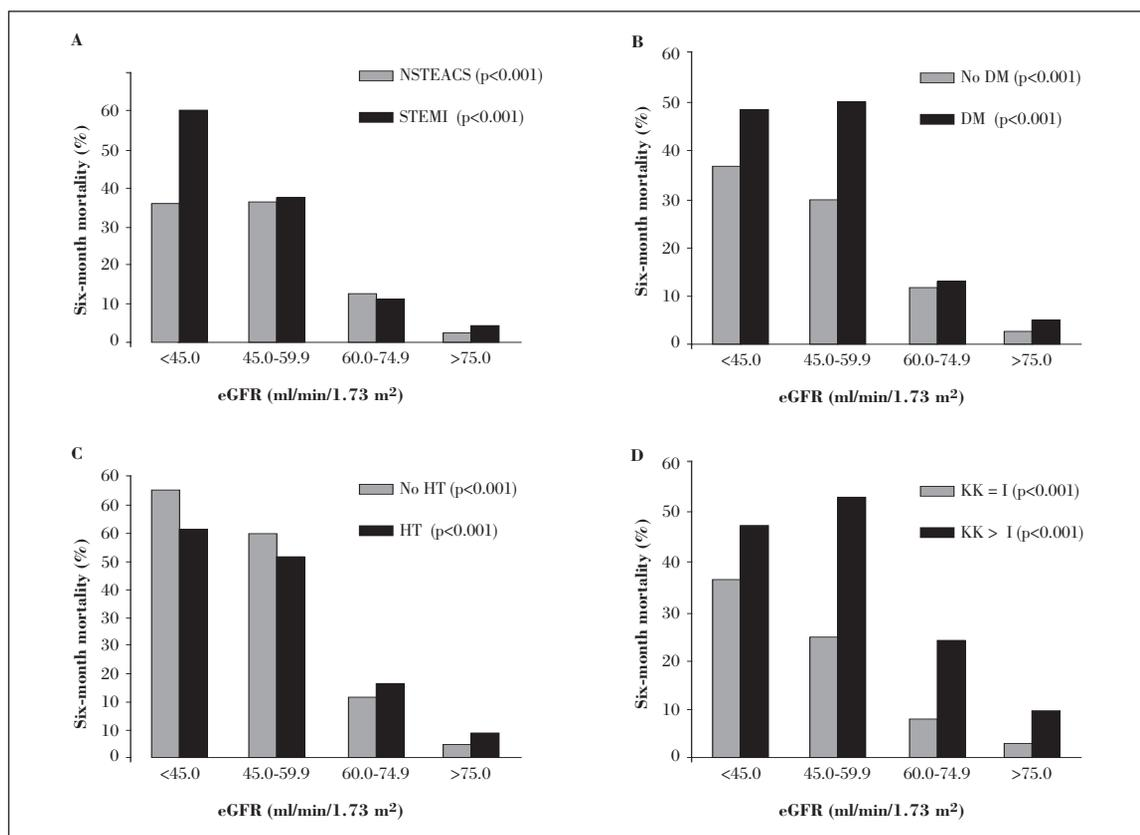 A
NSTEACS (p<0.001)
STEMI (p<0.001)
Six-month mortality (%)
60
50
40
30
20
10
0
<45.0 45.0-59.9 60.0-74.9 >75.0
eGFR (ml/min/1.73 m²)
B
No DM (p<0.001)
DM (p<0.001)
Six-month mortality (%)
60
50
40
30
20
10
0
<45.0 45.0-59.9 60.0-74.9 >75.0
eGFR (ml/min/1.73 m²)
C
No HT (p<0.001)
HT (p<0.001)
Six-month mortality (%)
60
60
60
50
40
30
30
20
10
10
0
<45.0 45.0-59.9 60.0-74.9 >75.0
eGFR (ml/min/1.73 m²)
D
KK = I (p<0.001)
KK > I (p<0.001)
Six-month mortality (%)
60
50
40
30
20
10
0
<45.0 45.0-59.9 60.0-74.9 >75.0
eGFR (ml/min/1.73 m²)